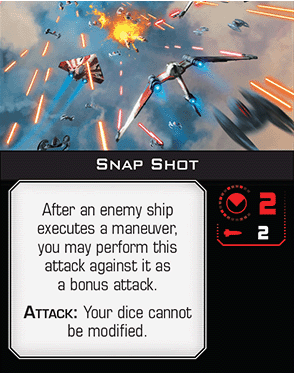 SNAP SHOT
After an enemy ship
executes a maneuver,
you may perform this
attack against it as
a bonus attack.
ATTACK: Your dice cannot
be modified.
2
2